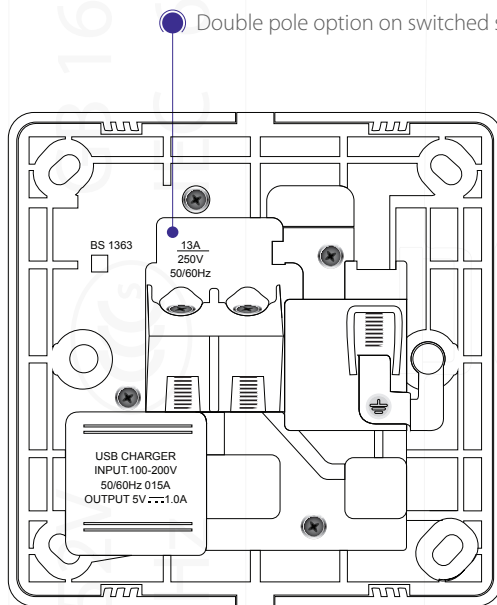 Double pole option on switched s
BS 1363
13A
250V
50/60Hz
USB CHARGER
INPUT.100-200V
50/60Hz 015A
OUTPUT 5V⎓1.0A